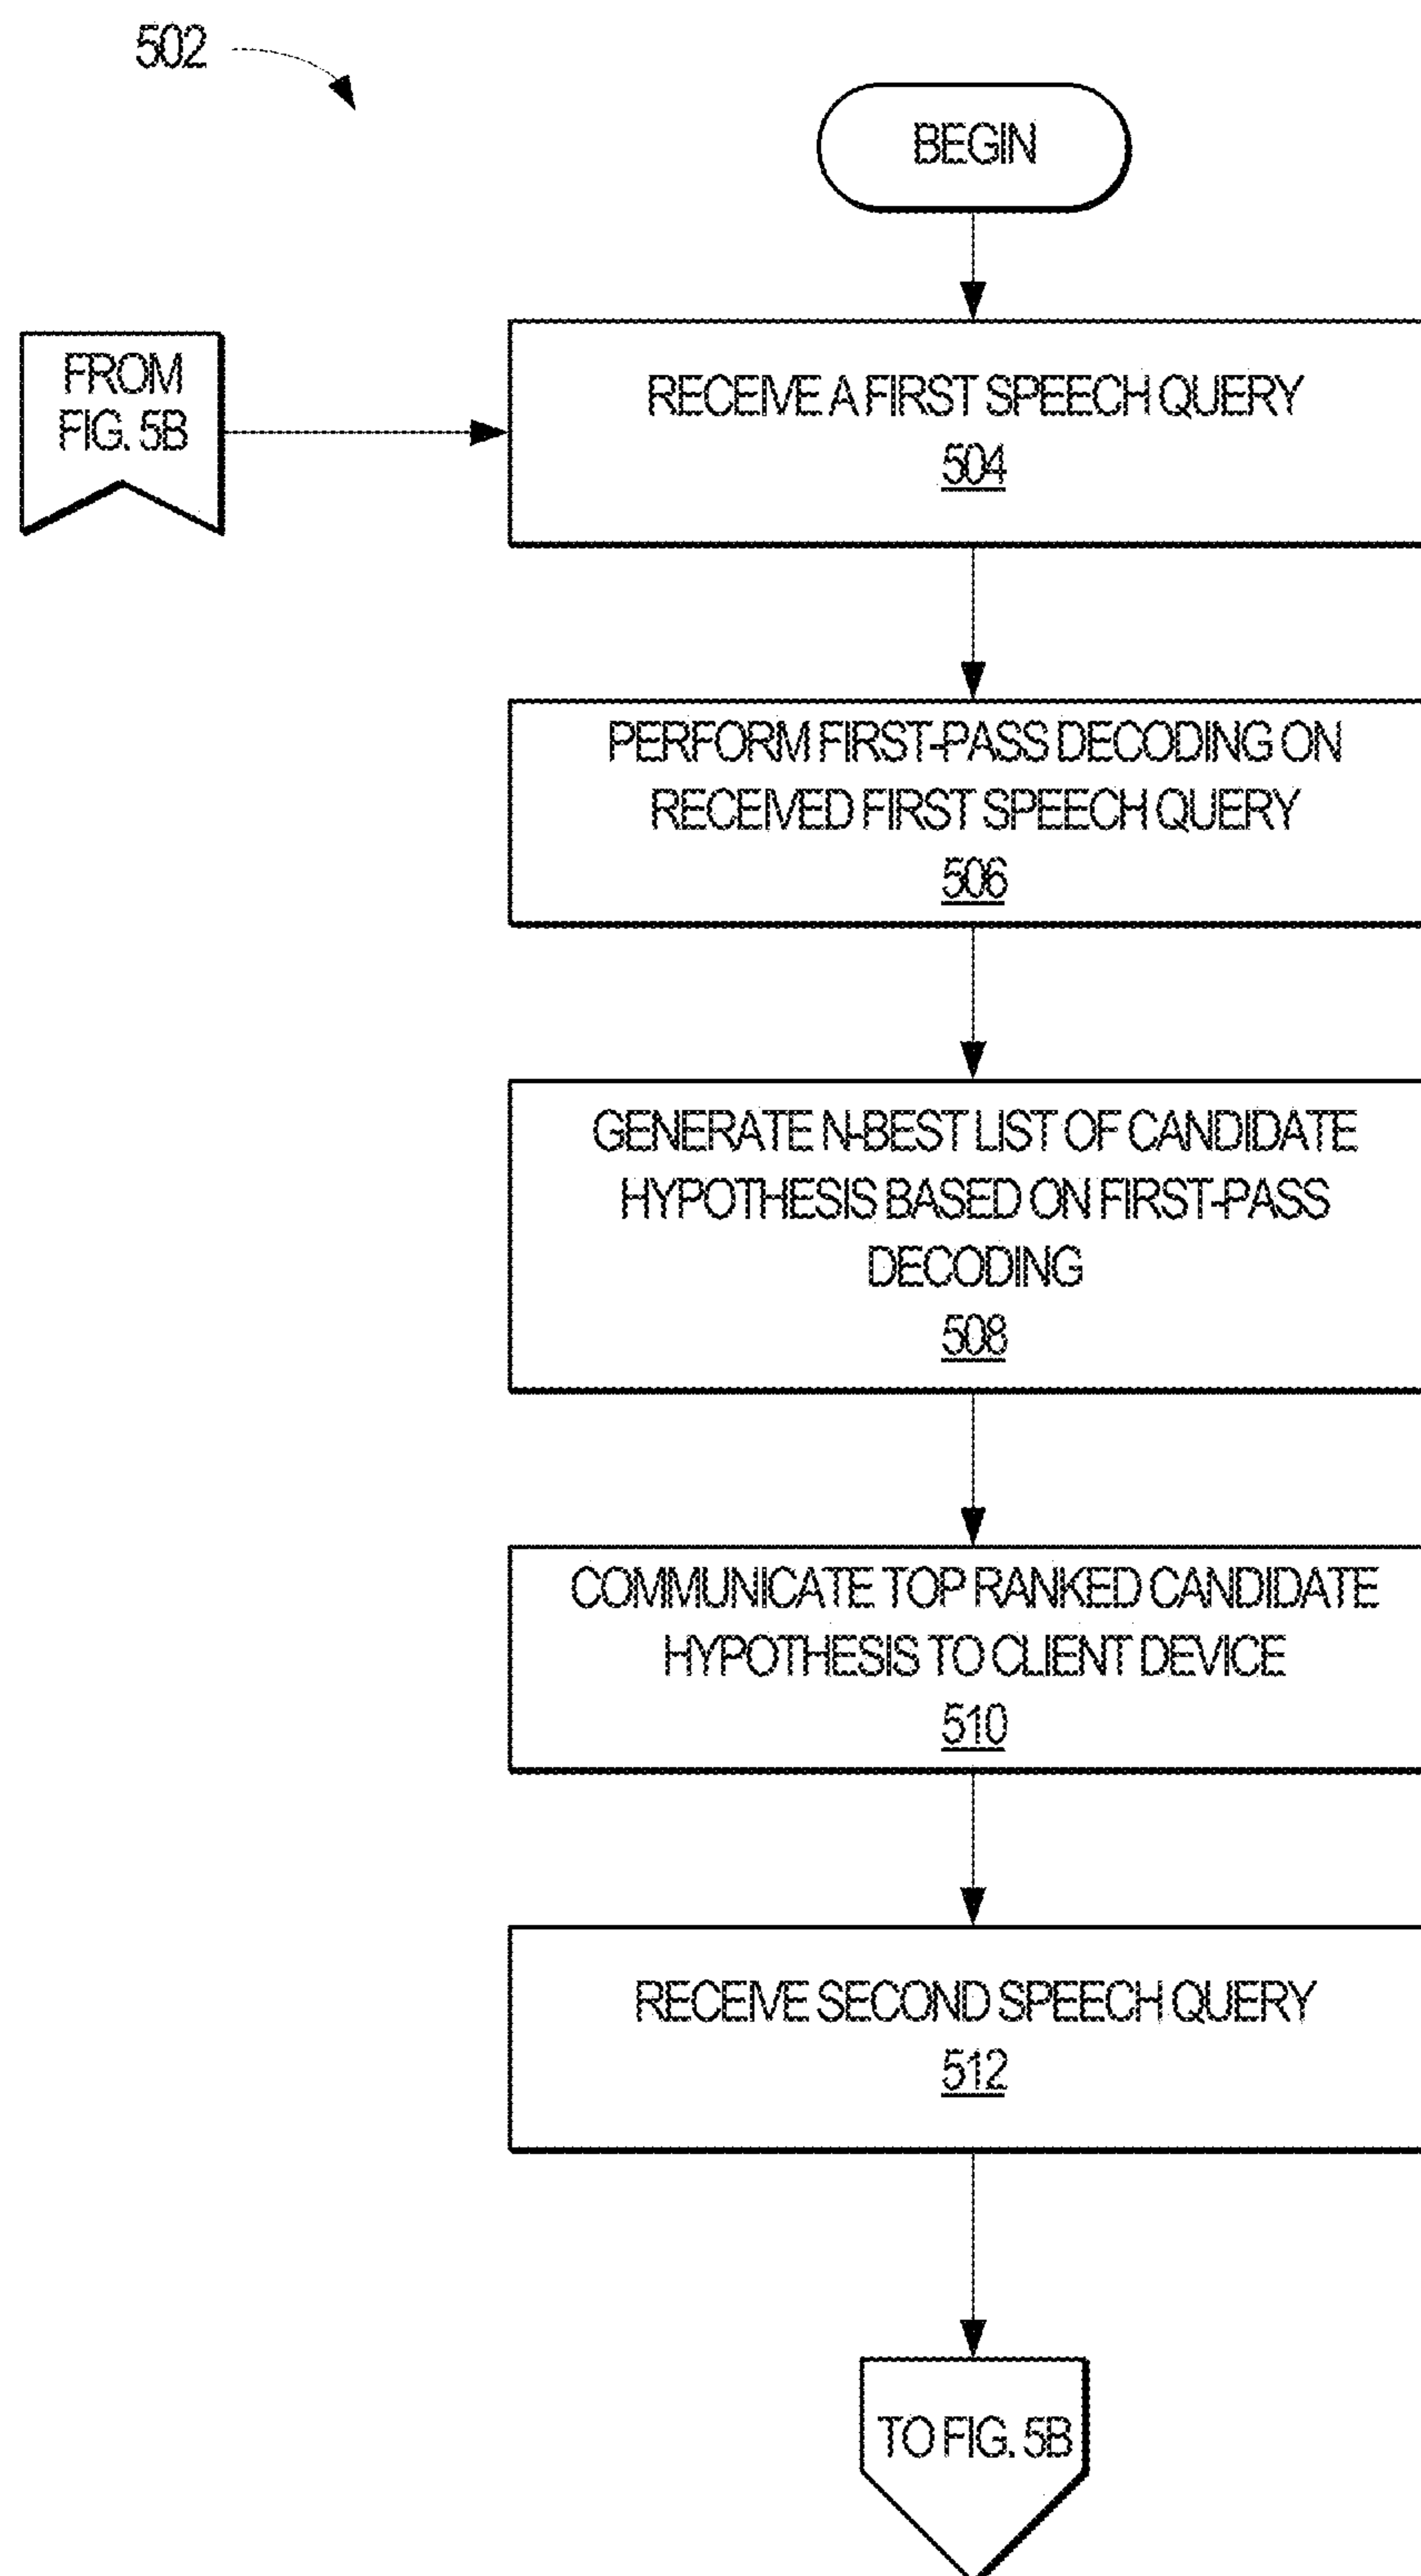 502
BEGIN
FROM
FIG. 5B
RECEIVE A FIRST SPEECH QUERY
504
PERFORM FIRST-PASS DECODING ON
RECEIVED FIRST SPEECH QUERY
506
GENERATE N-BEST LIST OF CANDIDATE
HYPOTHESIS BASED ON FIRST-PASS
DECODING
508
COMMUNICATE TOP RANKED CANDIDATE
HYPOTHESIS TO CLIENT DEVICE
510
RECEIVE SECOND SPEECH QUERY
512
TO FIG. 5B